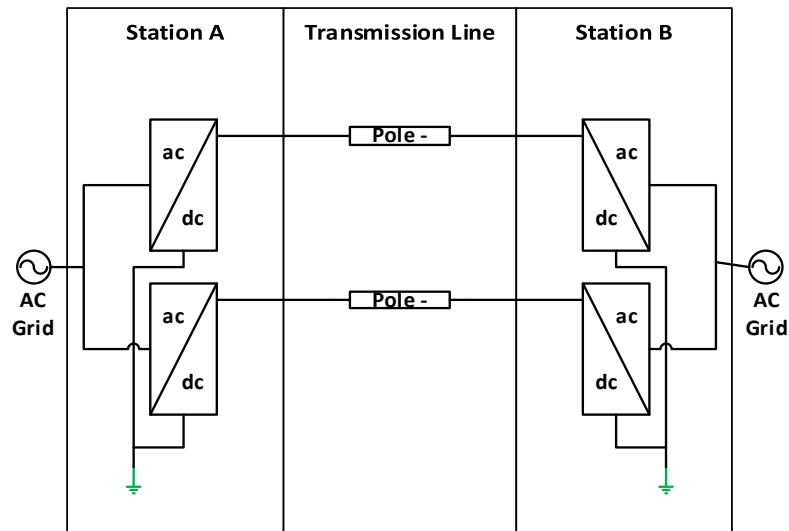 Station A
Transmission Line
Station B
ac
dc
Pole -
ac
dc
AC
Grid
AC
Grid
ac
dc
Pole -
ac
dc